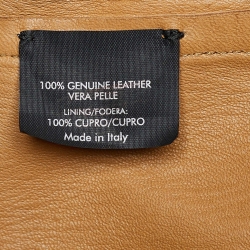 100% GENUINE LEATHER
VERA PELLE
LINING/FODERA:
100% CUPRO/CUPRO
Made in Italy